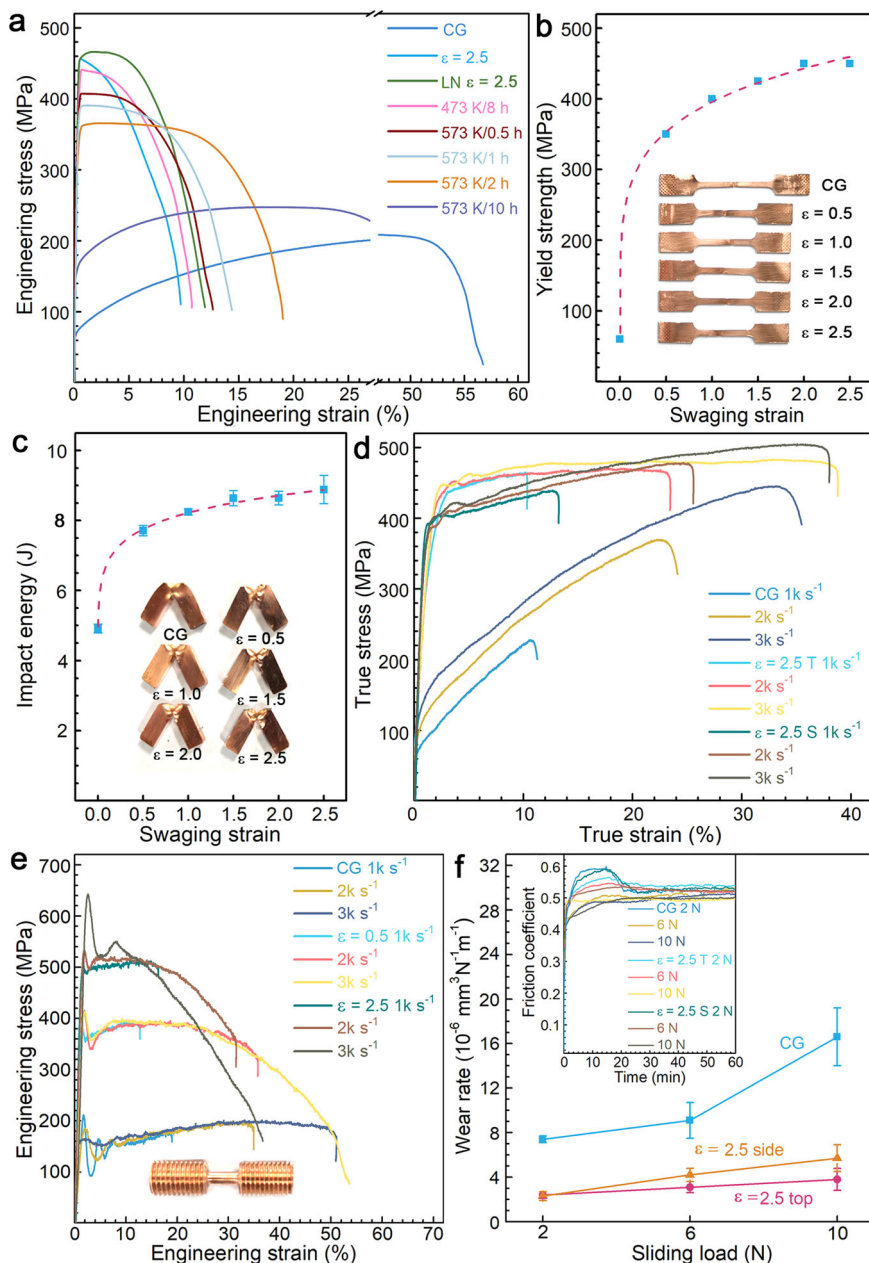 a
500
400
300
200
100
0
5
10
15
20
25
50
55
60
Engineering stress (MPa)
Engineering strain (%)
CG
ε = 2.5
LN ε = 2.5
473 K/8 h
573 K/0.5 h
573 K/1 h
573 K/2 h
573 K/10 h
b
500
400
300
200
100
0.0
0.5
1.0
1.5
2.0
2.5
Yield strength (MPa)
Swaging strain
CG
ε = 0.5
ε = 1.0
ε = 1.5
ε = 2.0
ε = 2.5
c
10
8
6
4
2
0.0
0.5
1.0
1.5
2.0
2.5
Impact energy (J)
Swaging strain
CG
ε = 0.5
ε = 1.0
ε = 1.5
ε = 2.0
ε = 2.5
d
500
400
300
200
100
0
10
20
30
40
True stress (MPa)
True strain (%)
CG 1k s⁻¹
2k s⁻¹
3k s⁻¹
ε = 2.5 T 1k s⁻¹
2k s⁻¹
3k s⁻¹
ε = 2.5 S 1k s⁻¹
2k s⁻¹
3k s⁻¹
e
700
600
500
400
300
200
100
0
10
20
30
40
50
60
70
Engineering stress (MPa)
Engineering strain (%)
CG 1k s⁻¹
2k s⁻¹
3k s⁻¹
ε = 0.5 1k s⁻¹
2k s⁻¹
3k s⁻¹
ε = 2.5 1k s⁻¹
2k s⁻¹
3k s⁻¹
f
32
28
24
20
16
12
8
4
0
2
6
10
Wear rate (10⁻⁶ mm³N⁻¹m⁻¹)
Sliding load (N)
0.6
0.5
0.4
0.3
0.2
0.1
0
10
20
30
40
50
60
Friction coefficient
Time (min)
CG 2 N
6 N
10 N
ε = 2.5 T 2 N
6 N
10 N
ε = 2.5 S 2 N
6 N
10 N
CG
ε = 2.5 side
ε = 2.5 top